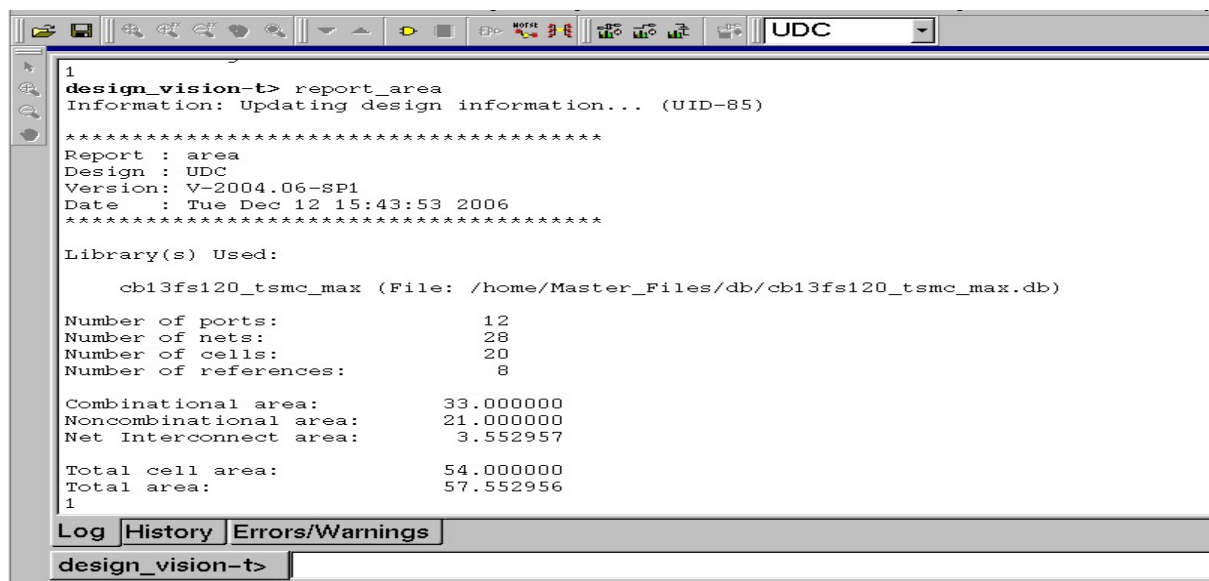 WORST
UDC
1
design_vision-t> report_area
Information: Updating design information... (UID-85)
****************************************
Report : area
Design : UDC
Version: V-2004.06-SP1
Date   : Tue Dec 12 15:43:53 2006
****************************************
Library(s) Used:
cb13fs120_tsmc_max (File: /home/Master_Files/db/cb13fs120_tsmc_max.db)
Number of ports: 12
Number of nets: 28
Number of cells: 20
Number of references: 8
Combinational area: 33.000000
Noncombinational area: 21.000000
Net Interconnect area: 3.552957
Total cell area: 54.000000
Total area: 57.552956
1
Log History Errors/Warnings
design_vision-t>